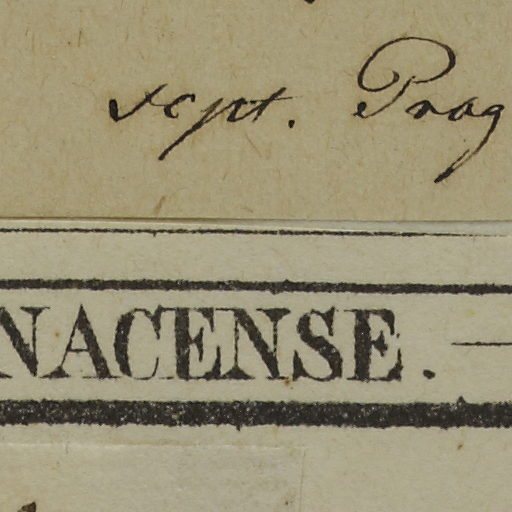 sept. Prag
NACENSE. —